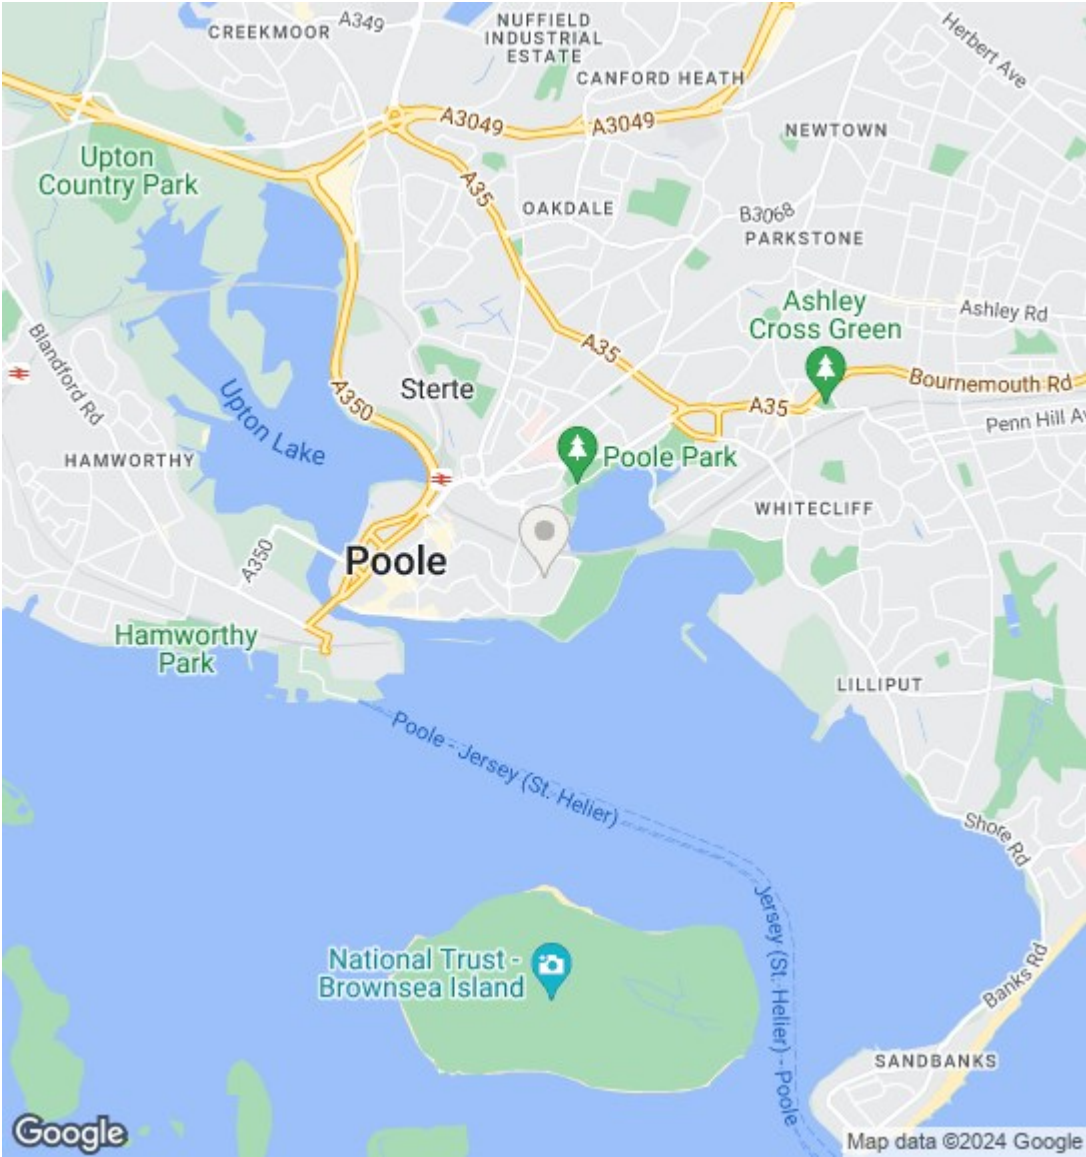 CREEKMOOR
A349
NUFFIELD
INDUSTRIAL
ESTATE
Herbert Ave
CANFORD HEATH
A3049
A3049
NEWTOWN
Upton
Country Park
A35
OAKDALE
B3068
PARKSTONE
Ashley
Cross Green
Ashley Rd
Blandford Rd
A35
Sterte
A350
Bournemouth Rd
A35
Penn Hill Av
Upton Lake
HAMWORTHY
Poole Park
WHITECLIFF
A350
Poole
Hamworthy
Park
LILLIPUT
Poole - Jersey (St. Helier)
Shore Rd
Jersey (St. Helier) - Poole
National Trust -
Brownsea Island
Banks Rd
SANDBANKS
Google
Map data ©2024 Google